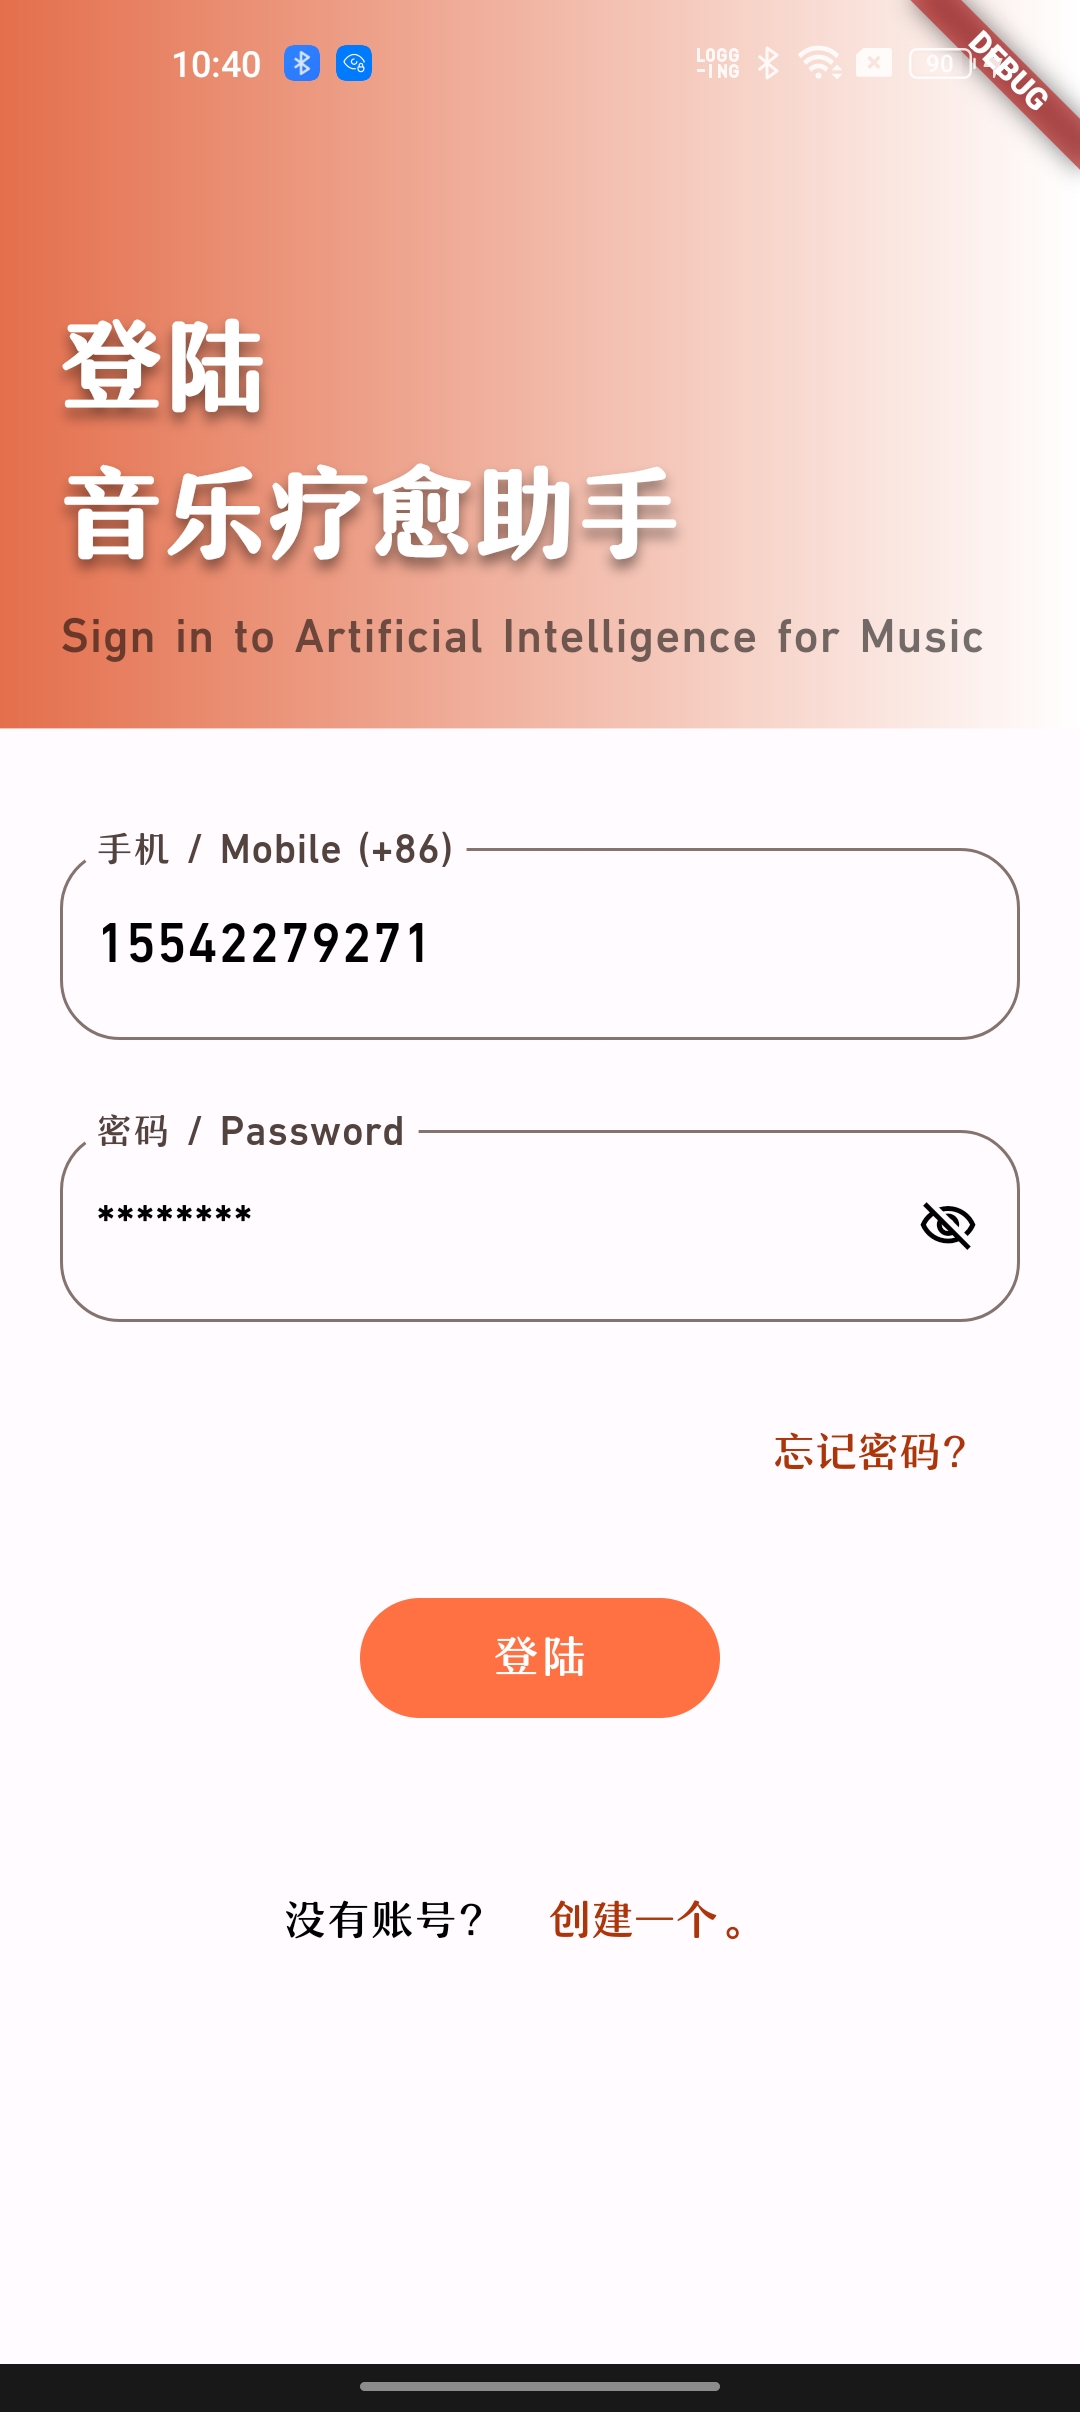 10:40
LOGG
-ING
90
DEBUG
登陆
音乐疗愈助手
Sign in to Artificial Intelligence for Music
手机 / Mobile (+86)
15542279271
密码 / Password
********
忘记密码?
登陆
没有账号? 创建一个。